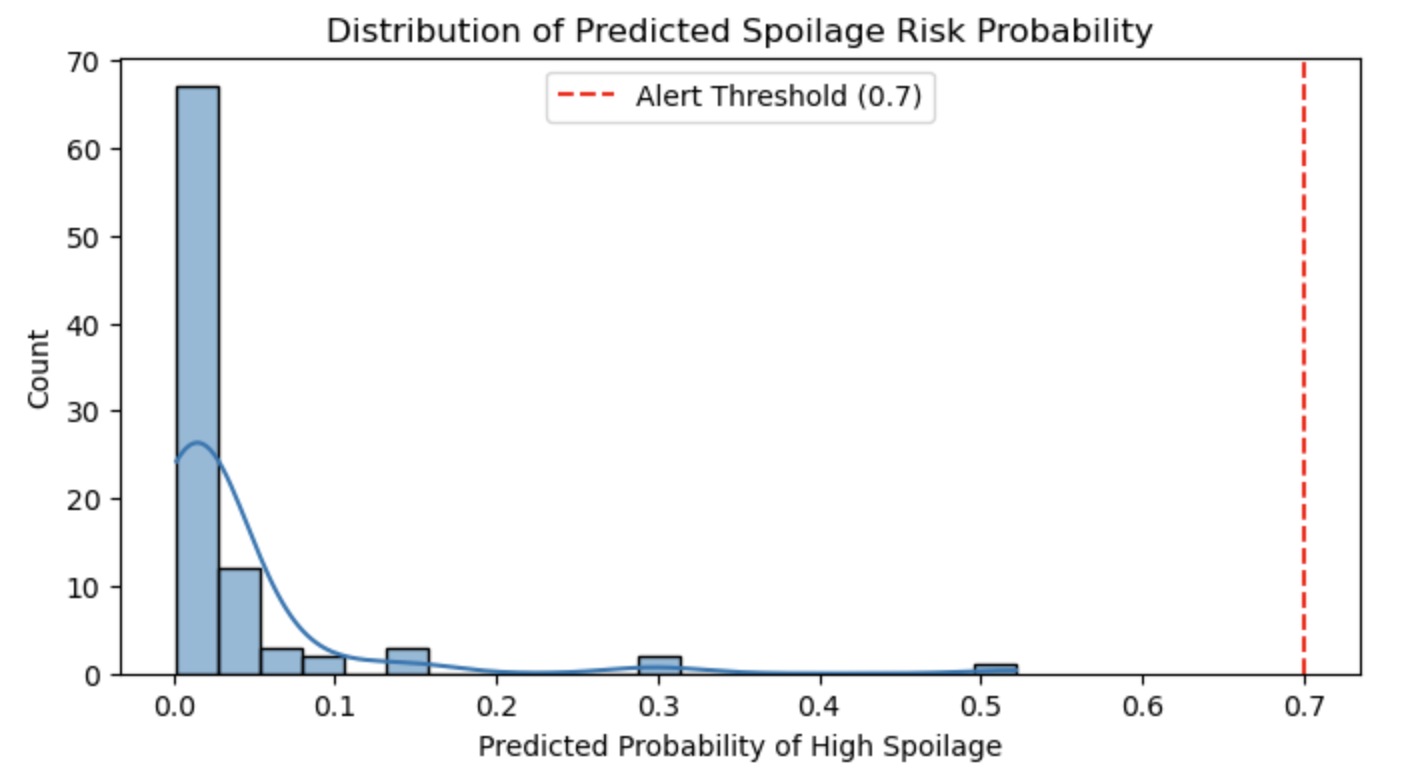 Distribution of Predicted Spoilage Risk Probability
Alert Threshold (0.7)
Count
70
60
50
40
30
20
10
0
0.0 0.1 0.2 0.3 0.4 0.5 0.6 0.7
Predicted Probability of High Spoilage